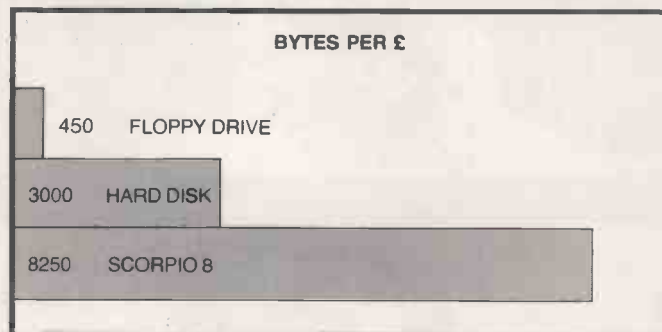 BYTES PER £
450 FLOPPY DRIVE
3000 HARD DISK
8250 SCORPIO 8